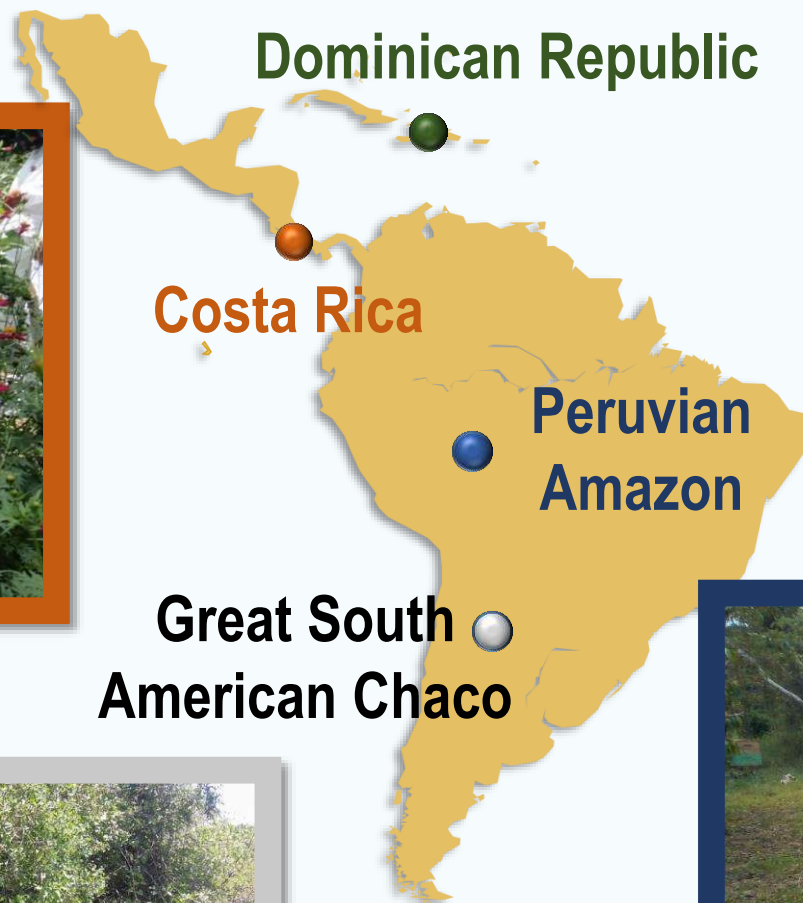 Dominican Republic
Costa Rica
Peruvian
Amazon
Great South
American Chaco